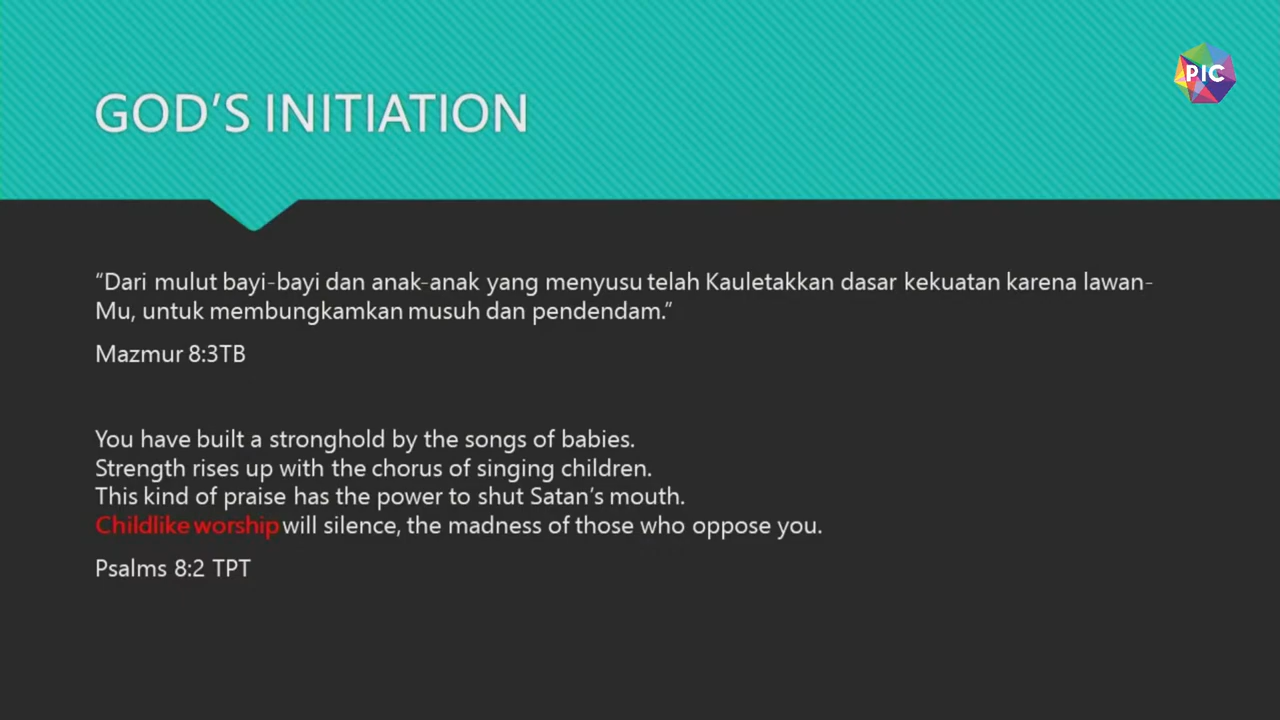 PIC
GOD’S INITIATION
“Dari mulut bayi-bayi dan anak-anak yang menyusu telah Kauletakkan dasar kekuatan karena lawan-
Mu, untuk membungkamkan musuh dan pendendam.”
Mazmur 8:3TB
You have built a stronghold by the songs of babies.
Strength rises up with the chorus of singing children.
This kind of praise has the power to shut Satan’s mouth.
Childlike worship will silence, the madness of those who oppose you.
Psalms 8:2 TPT